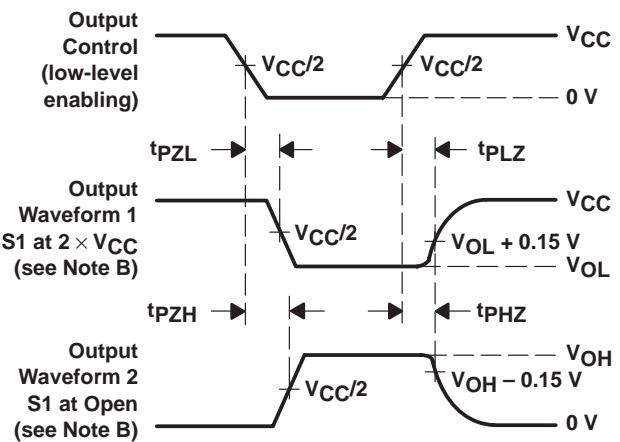 Output
Control
(low-level
enabling)
VCC
VCC/2
VCC/2
0 V
tPZL
tPLZ
Output
Waveform 1
S1 at 2 × VCC
(see Note B)
VCC
VCC/2
VOL + 0.15 V
VOL
tPZH
tPHZ
Output
Waveform 2
S1 at Open
(see Note B)
VOH
VCC/2
VOH – 0.15 V
0 V